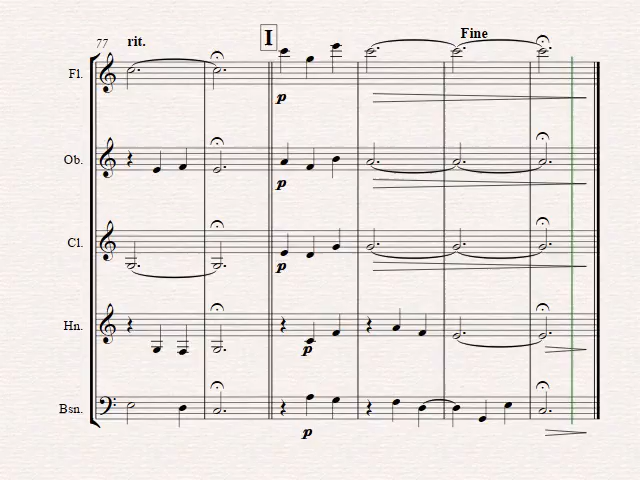 77 rit. I Fine
Fl.
p
Ob.
p
Cl.
p
Hn.
p
Bsn.
p